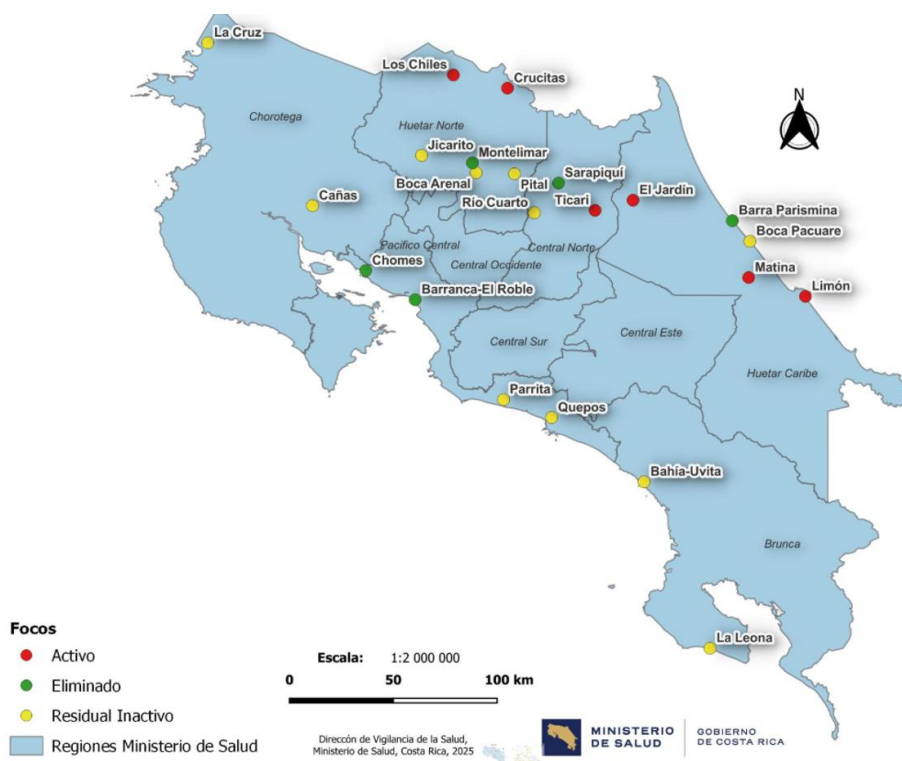 La Cruz
Los Chiles
Crucitas
N
Chorotega
Huetar Norte
Jicarito
Montelimar
Boca Arenal
Pital
Sarapiquí
El Jardín
Cañas
Río Cuarto
Ticari
Barra Parismina
Boca Pacuare
Pacífico Central
Central Norte
Chomes
Central Occidente
Matina
Limón
Barranca-El Roble
Central Sur
Central Este
Huetar Caribe
Parrita
Quepos
Bahía-Uvita
Brunca
La Leona
Focos
Activo
Eliminado
Residual Inactivo
Regiones Ministerio de Salud
Escala: 1:2 000 000
0 50 100 km
Direccón de Vigilancia de la Salud,
Ministerio de Salud, Costa Rica, 2025
MINISTERIO
DE SALUD
GOBIERNO
DE COSTA RICA